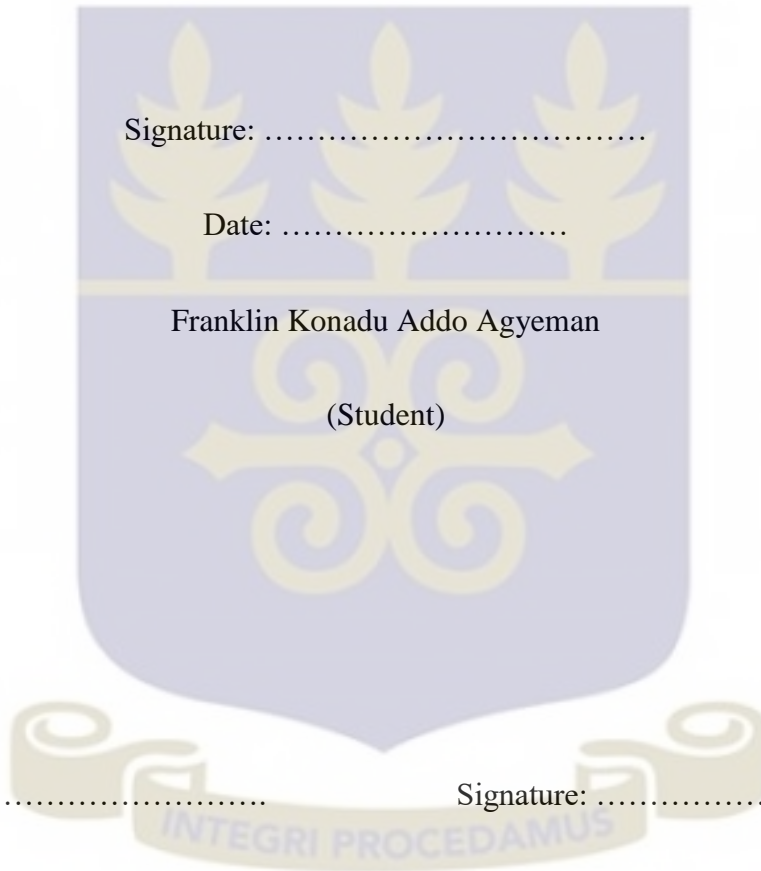 Signature: …………………………………
Date: ………………………
Franklin Konadu Addo Agyeman
(Student)
……………………. Signature: ……………
INTEGRI PROCEDAMUS